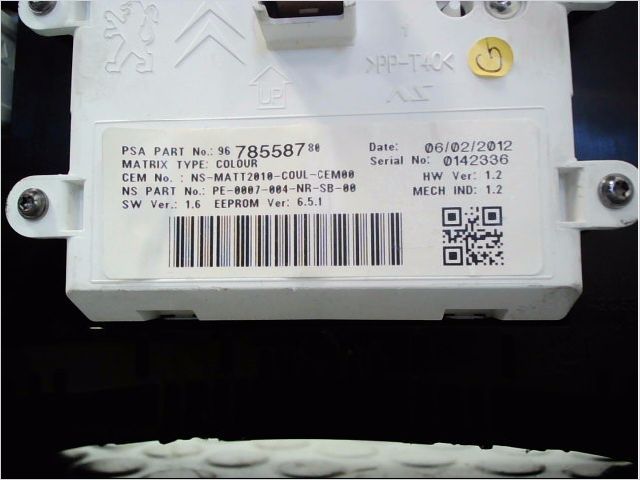 >PP-T40<
UP
PSA PART No.: 96 785587 80
MATRIX TYPE: COLOUR
CEM No.: NS-MATT2010-COUL-CEM00
NS PART No.: PE-0007-004-NR-SB-00
SW Ver.: 1.6 EEPROM Ver: 6.5.1
Date: 06/02/2012
Serial No: 0142336
HW Ver: 1.2
MECH IND: 1.2